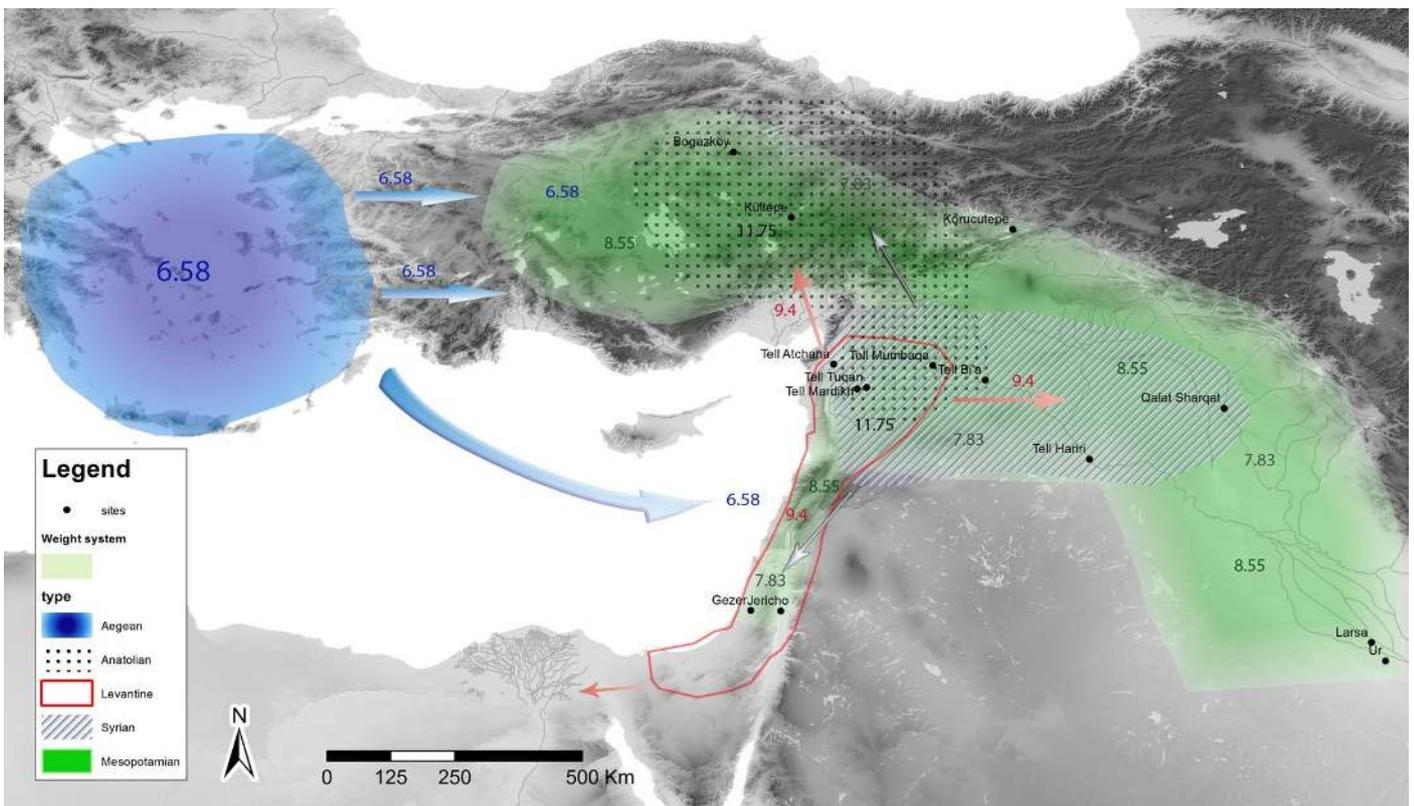 Bogazkoy
6.58
6.58
7.83
Kültepe
Korucutepe
11.75
8.55
6.58
6.58
9.4
Tell Atchana
Tell Mumbaqa
Tell Bi'a
8.55
Tell Tuqan
9.4
Tell Mardikh
Qalat Sharqat
11.75
7.83
Tell Hariri
7.83
8.55
6.58
9.4
8.55
7.83
Gezer
Jericho
Larsa
Ur
Legend
sites
Weight system
type
Aegean
Anatolian
Levantine
Syrian
Mesopotamian
N
0 125 250 500 Km